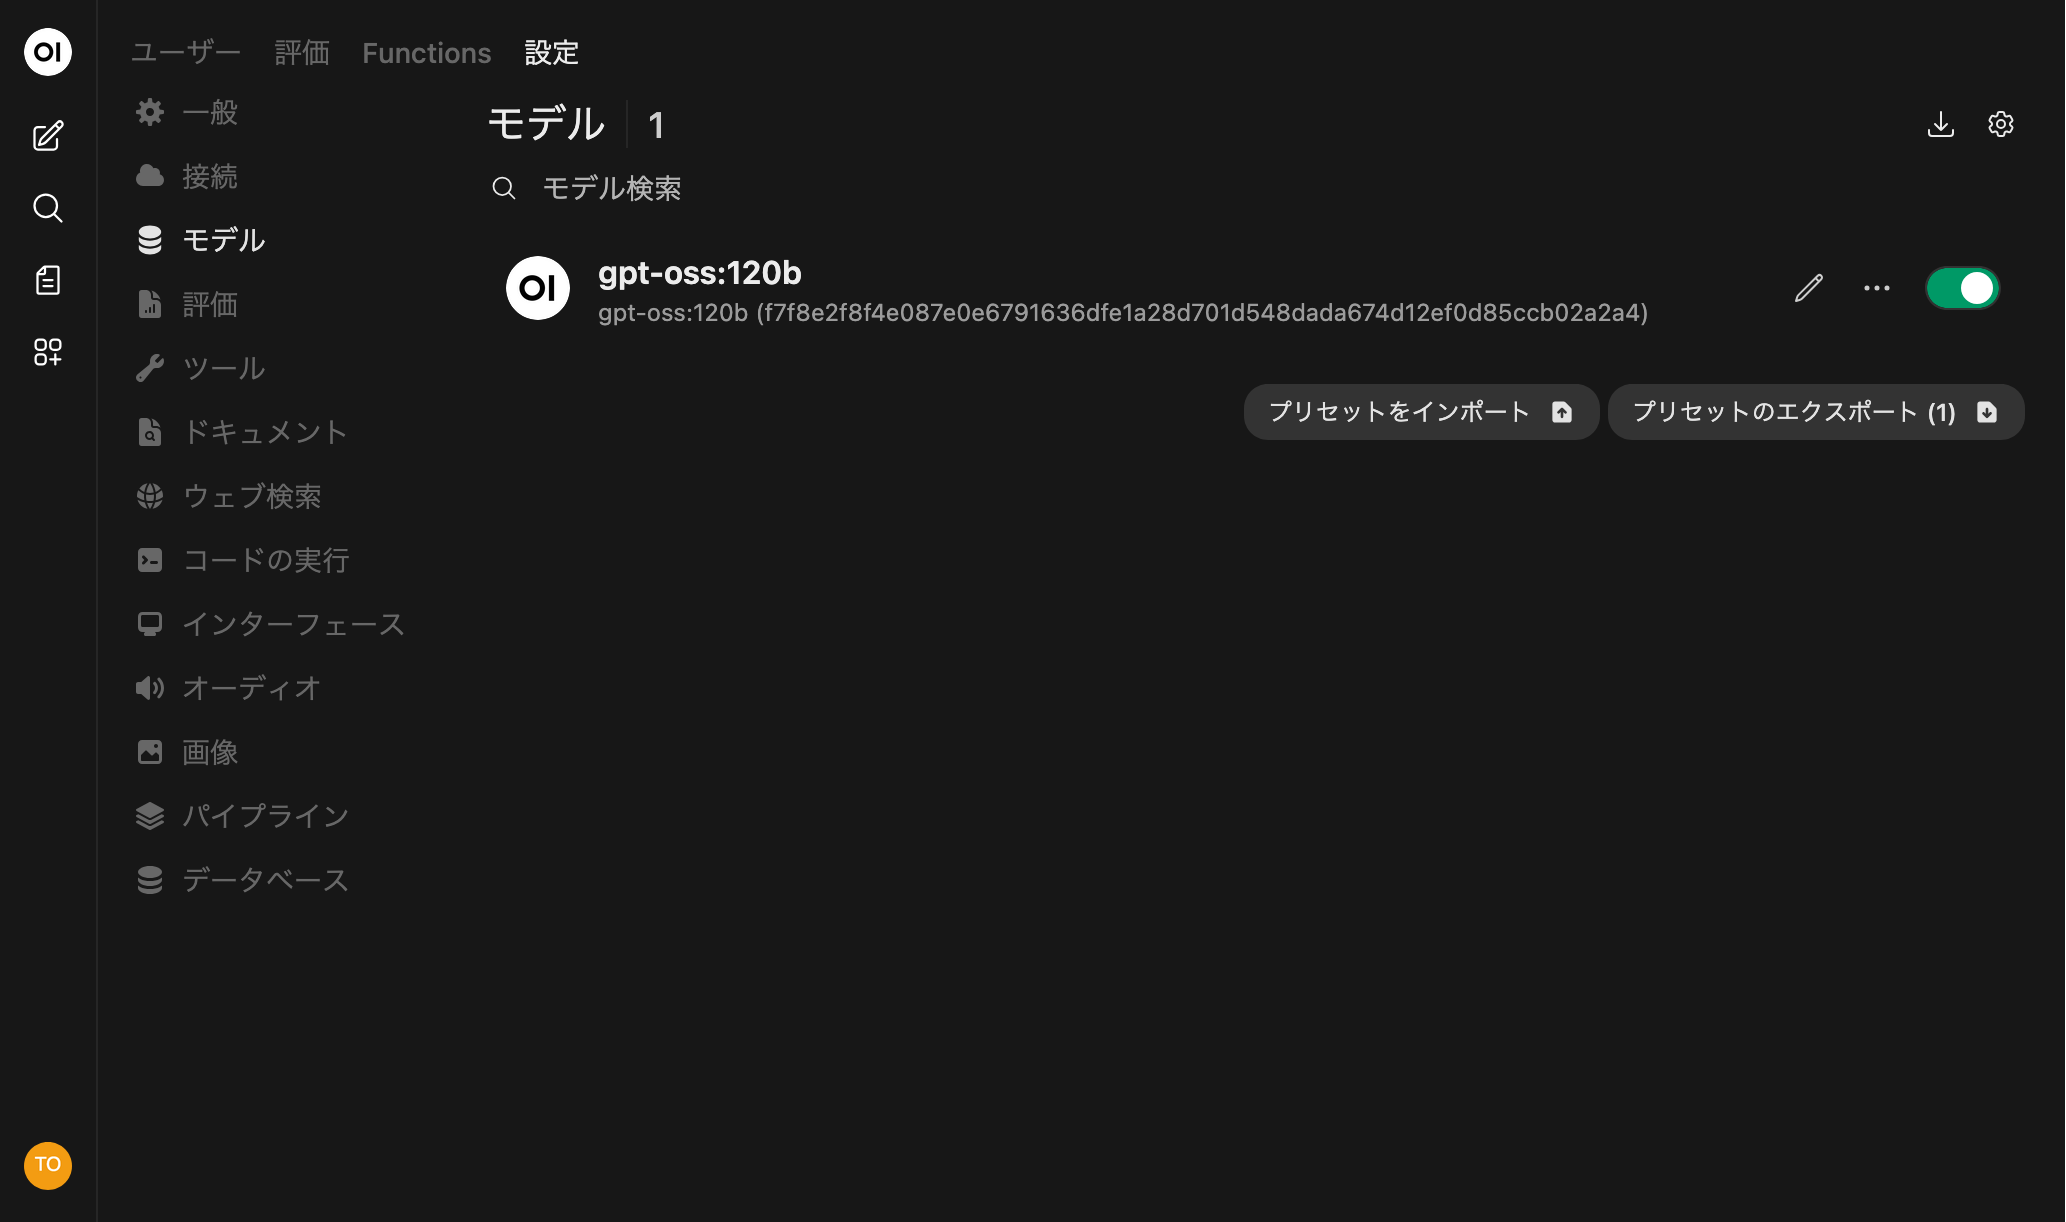 OI
ユーザー 評価 Functions 設定
一般
接続
モデル
評価
ツール
ドキュメント
ウェブ検索
コードの実行
インターフェース
オーディオ
画像
パイプライン
データベース
モデル 1
モデル検索
OI
gpt-oss:120b
gpt-oss:120b (f7f8e2f8f4e087e0e6791636dfe1a28d701d548dada674d12ef0d85ccb02a2a4)
プリセットをインポート プリセットのエクスポート (1)
TO